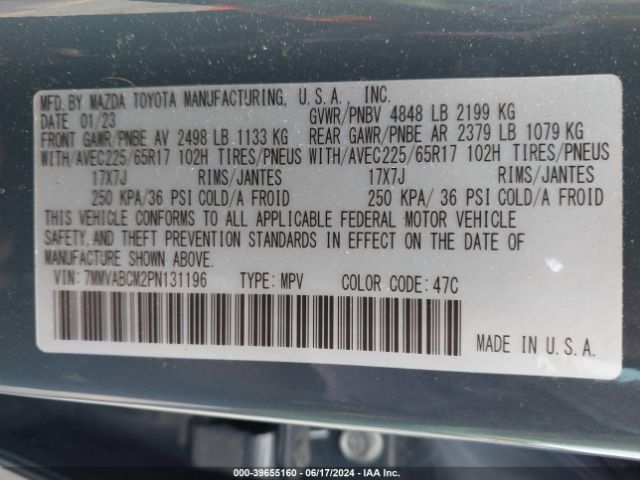 MFD. BY MAZDA TOYOTA MANUFACTURING, U.S.A., INC.
DATE 01/23 GVWR/PNBV 4848 LB 2199 KG
FRONT GAWR/PNBE AV 2498 LB 1133 KG REAR GAWR/PNBE AR 2379 LB 1079 KG
WITH/AVEC225/65R17 102H TIRES/PNEUS WITH/AVEC225/65R17 102H TIRES/PNEUS
17X7J RIMS/JANTES 17X7J RIMS/JANTES
250 KPA/36 PSI COLD/A FROID 250 KPA/ 36 PSI COLD/A FROID
THIS VEHICLE CONFORMS TO ALL APPLICABLE FEDERAL MOTOR VEHICLE
SAFETY. AND THEFT PREVENTION STANDARDS IN EFFECT ON THE DATE OF
MANUFACTURE SHOWN ABOVE.
VIN: 7MMVABCM2PN131196 TYPE: MPV COLOR CODE: 47C
MADE IN U.S.A.
000-39655160 - 06/17/2024 - IAA Inc.